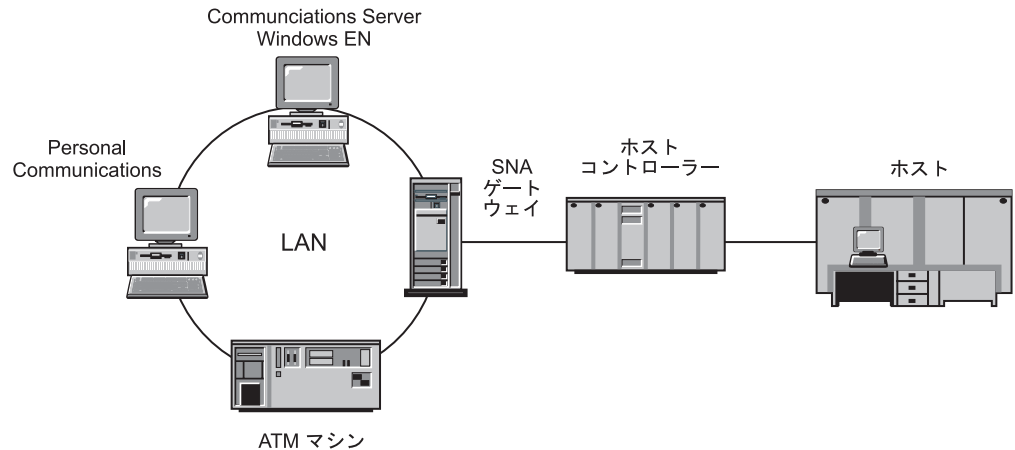 Communciations Server
Windows EN
Personal
Communications
LAN
SNA
ゲート
ウェイ
ホスト
コントローラー
ホスト
ATM マシン